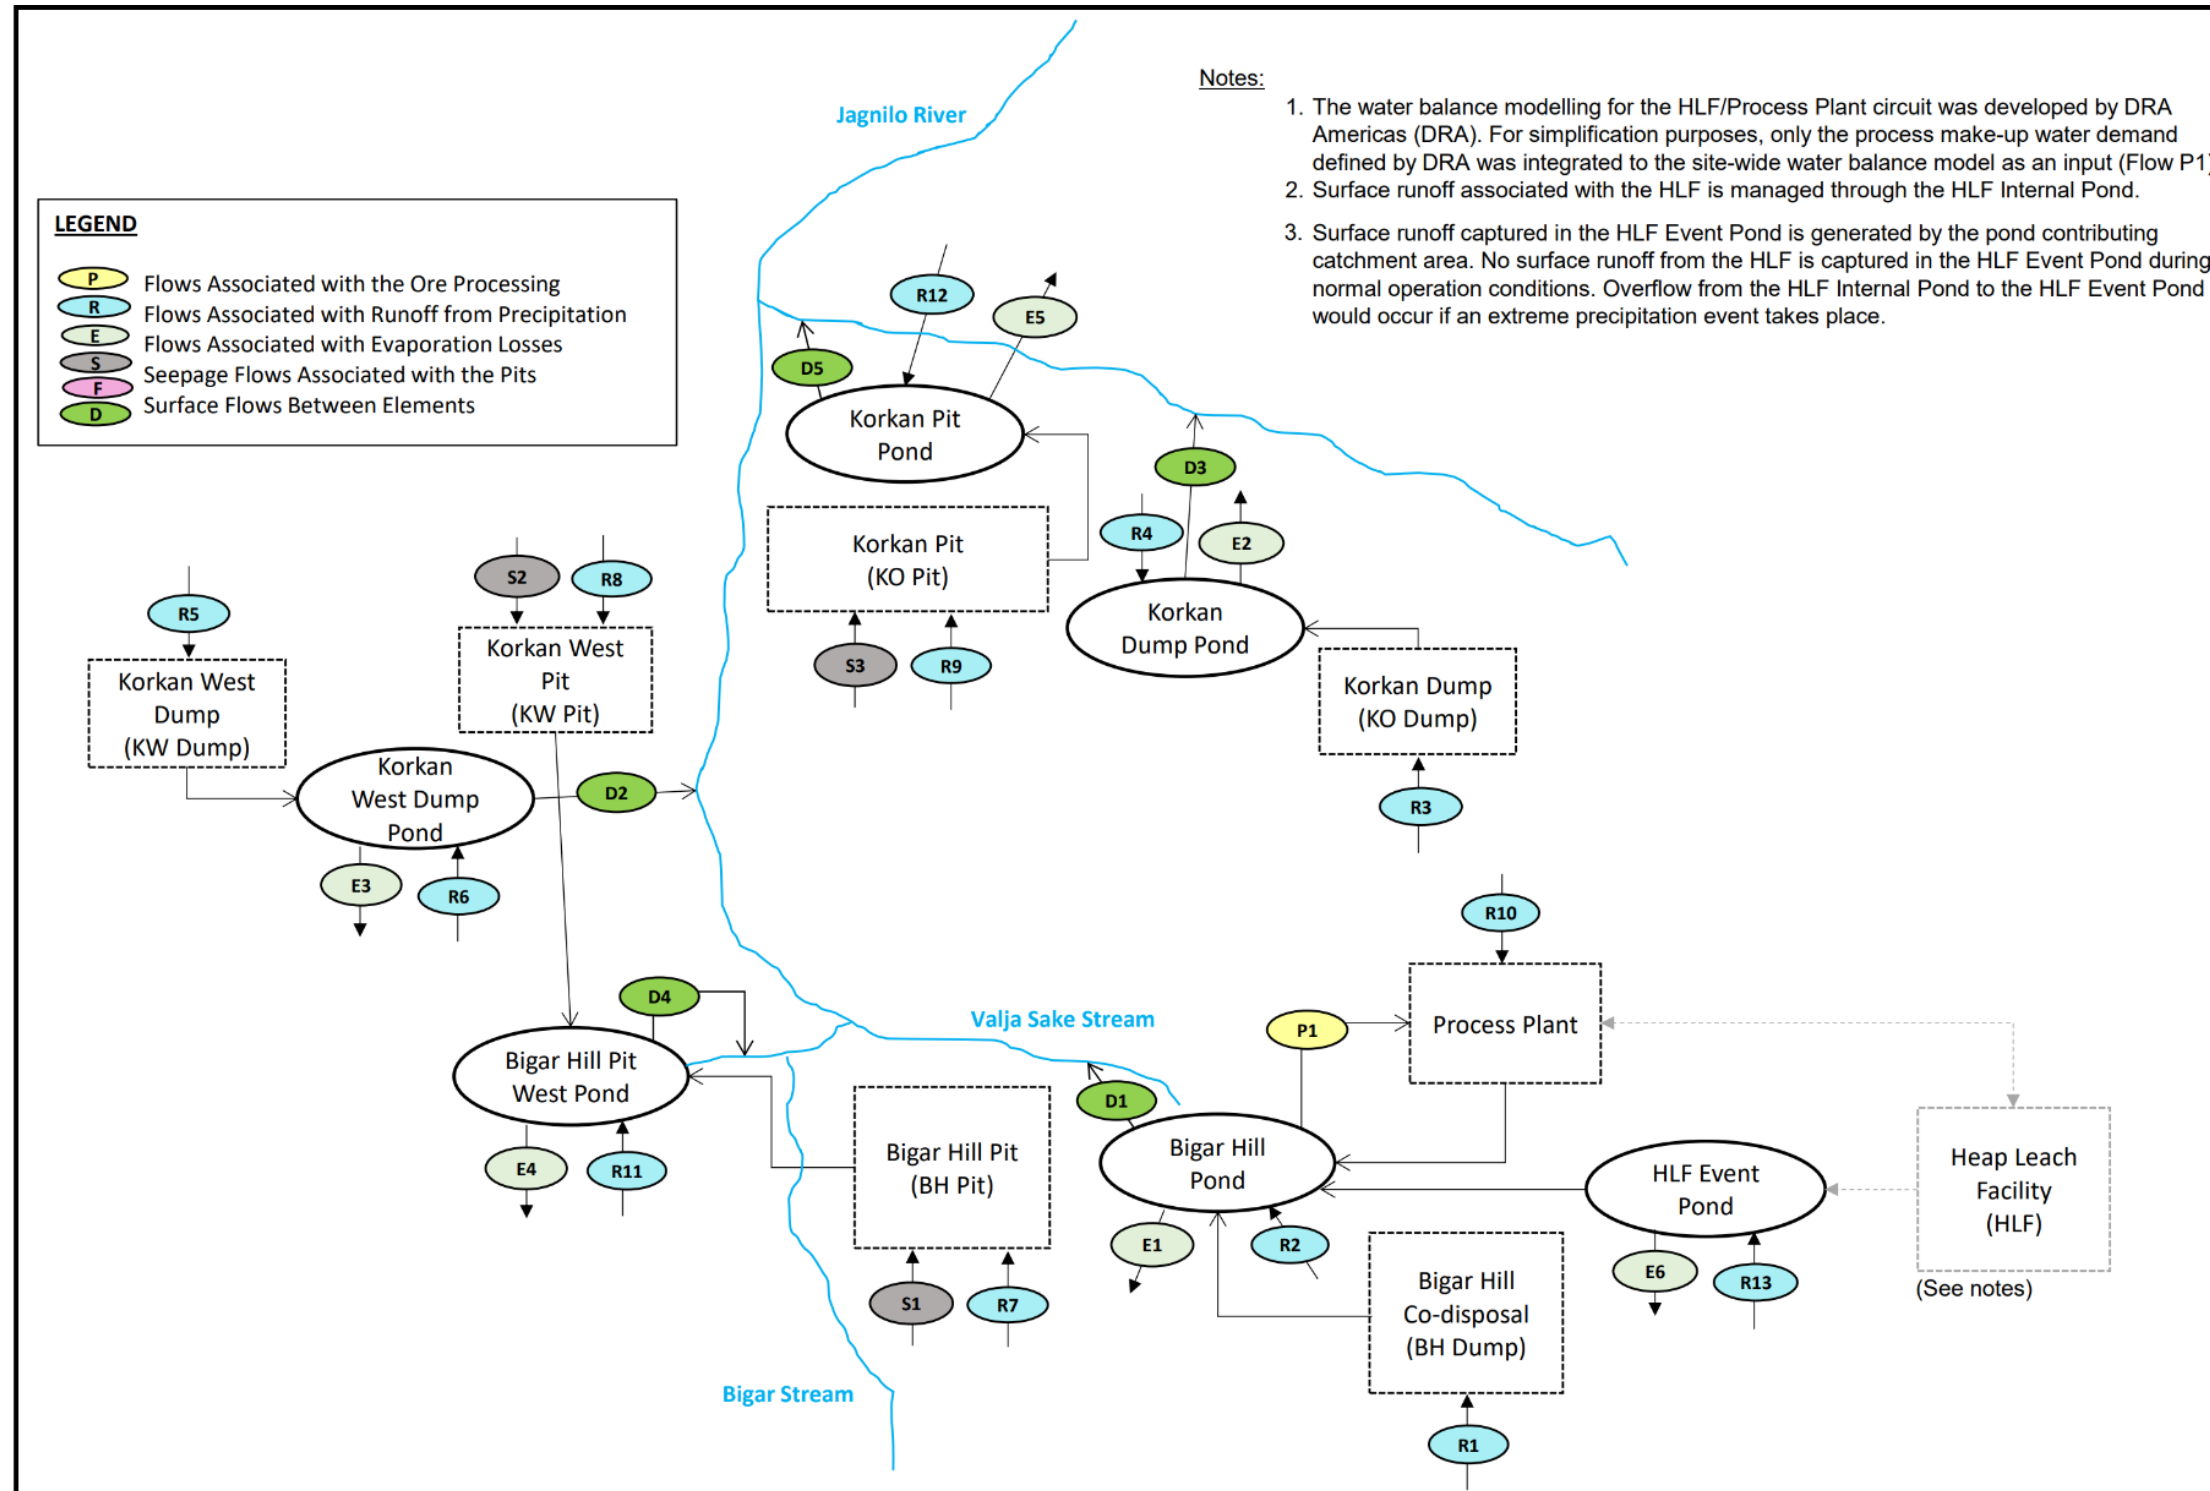 Notes:
1. The water balance modelling for the HLF/Process Plant circuit was developed by DRA
Americas (DRA). For simplification purposes, only the process make-up water demand
defined by DRA was integrated to the site-wide water balance model as an input (Flow P1)
2. Surface runoff associated with the HLF is managed through the HLF Internal Pond.
3. Surface runoff captured in the HLF Event Pond is generated by the pond contributing
catchment area. No surface runoff from the HLF is captured in the HLF Event Pond during
normal operation conditions. Overflow from the HLF Internal Pond to the HLF Event Pond
would occur if an extreme precipitation event takes place.
Jagnilo River
LEGEND
P Flows Associated with the Ore Processing
R Flows Associated with Runoff from Precipitation
E Flows Associated with Evaporation Losses
S Seepage Flows Associated with the Pits
F
D Surface Flows Between Elements
R12
E5
D5
Korkan Pit
Pond
D3
R4
E2
Korkan Pit
(KO Pit)
S3
R9
Korkan
Dump Pond
Korkan Dump
(KO Dump)
R3
S2
R8
R5
Korkan West
Pit
(KW Pit)
Korkan West
Dump
(KW Dump)
Korkan
West Dump
Pond
D2
E3
R6
R10
D4
Valja Sake Stream
P1
Process Plant
Bigar Hill Pit
West Pond
D1
E4
R11
Bigar Hill Pit
(BH Pit)
Bigar Hill
Pond
HLF Event
Pond
Heap Leach
Facility
(HLF)
(See notes)
E1
R2
E6
R13
S1
R7
Bigar Hill
Co-disposal
(BH Dump)
Bigar Stream
R1